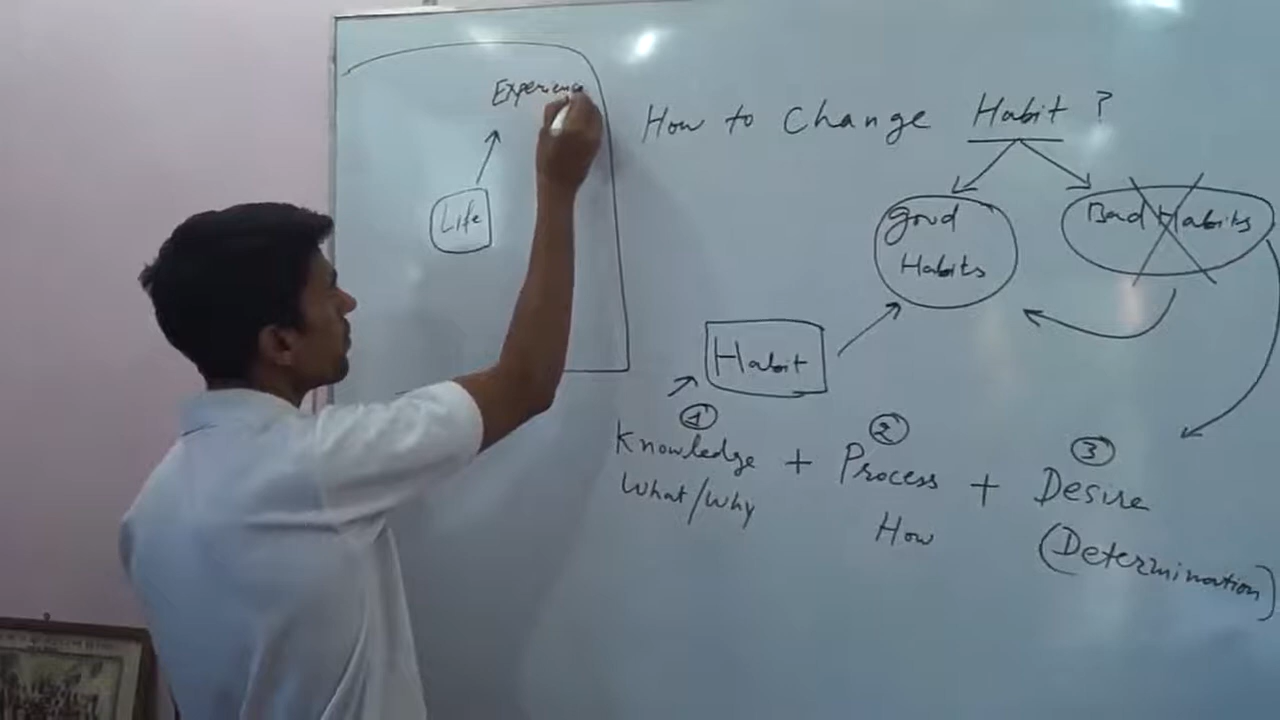 Experience
Life
How to Change Habit ?
Good
Habits
Bad Habits
Habit
1
Knowledge
What/Why
+
2
Process
How
+
3
Desire
(Determination)